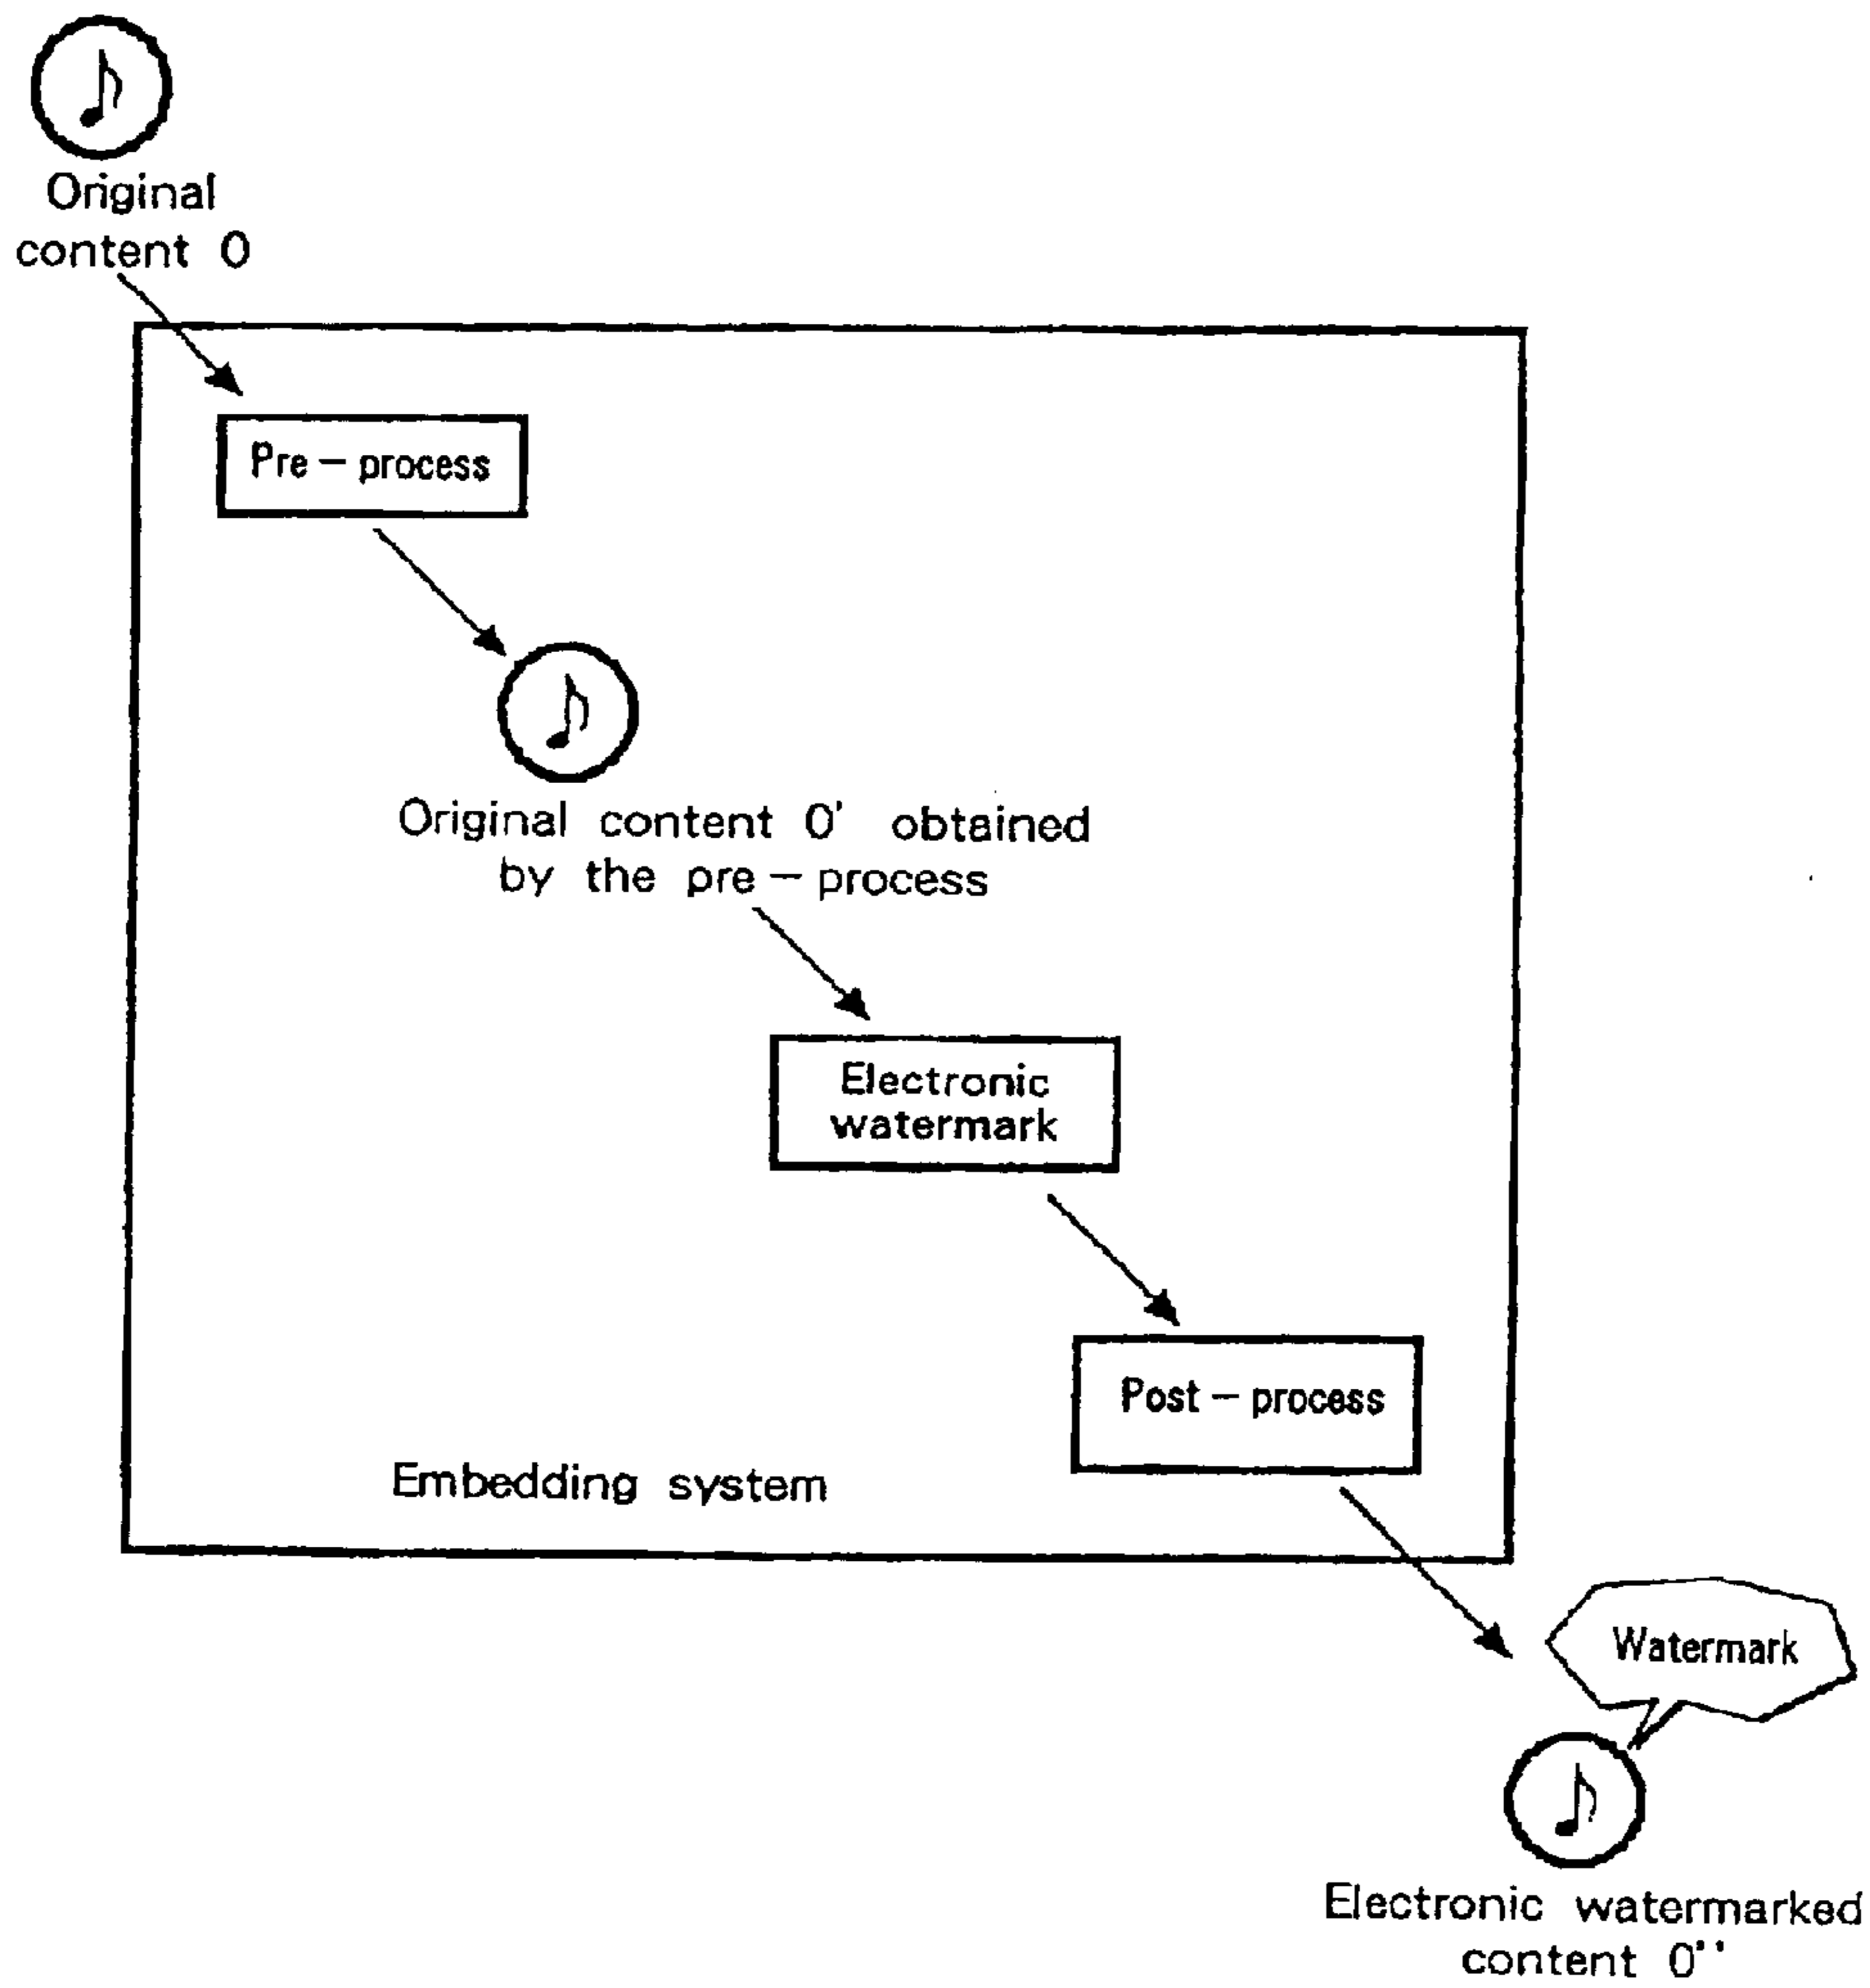 Original
content O
Pre-process
Original content O' obtained
by the pre-process
Electronic
watermark
Post-process
Embedding system
Watermark
Electronic watermarked
content O''